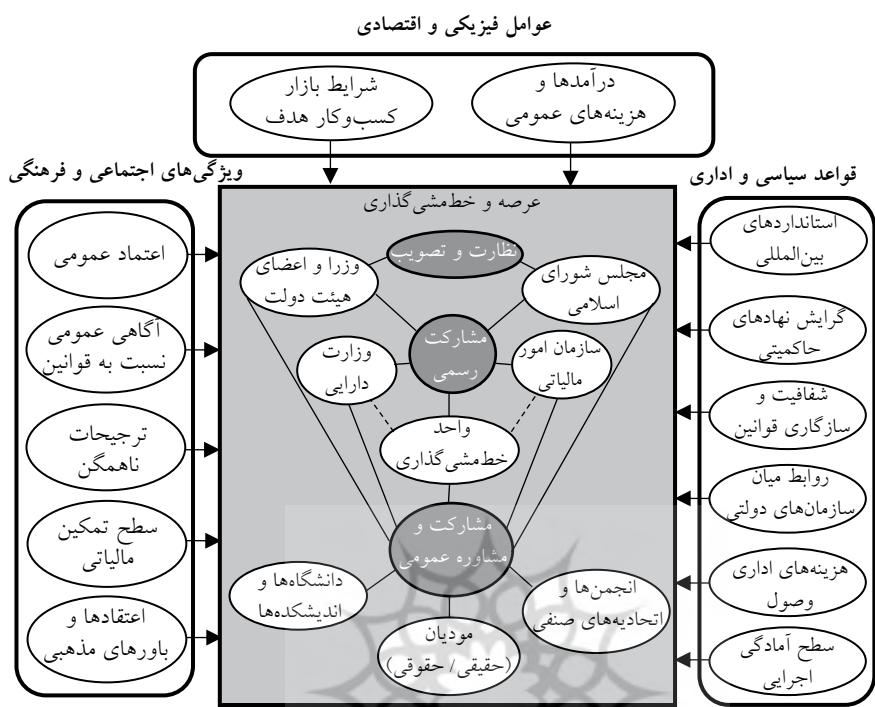 عوامل فیزیکی و اقتصادی
درآمدها و
هزینه‌های عمومی
شرایط بازار
کسب‌وکار هدف
قواعد سیاسی و اداری
استانداردهای
بین‌المللی
گرایش نهادهای
حاکمیتی
شفافیت و
سازگاری قوانین
روابط میان
سازمان‌های دولتی
هزینه‌های اداری
وصول
سطح آمادگی
اجرایی
عرصه و خط‌مشی‌گذاری
نظارت و تصویب
مجلس شورای
اسلامی
وزرا و اعضای
هیئت دولت
مشارکت
رسمی
سازمان امور
مالیاتی
وزارت
دارایی
واحد
خط‌مشی‌گذاری
مشارکت و
مشاوره عمومی
انجمن‌ها و
اتحادیه‌های صنفی
دانشگاه‌ها و
اندیشکده‌ها
مودیان
(حقیقی/ حقوقی)
ویژگی‌های اجتماعی و فرهنگی
اعتماد عمومی
آگاهی عمومی
نسبت به قوانین
ترجیحات
ناهمگن
سطح تمکین
مالیاتی
اعتقادها و
باورهای مذهبی